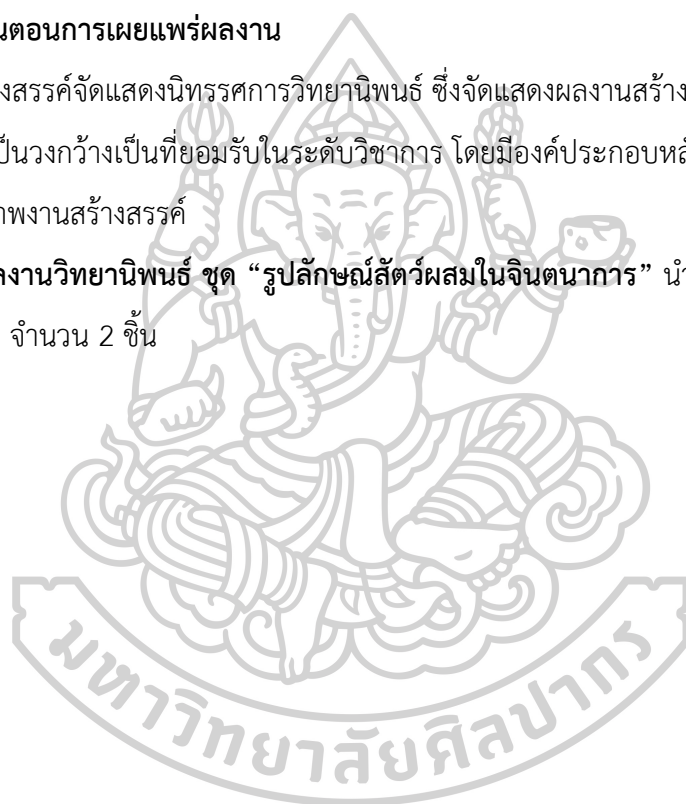 นตอนการเผยแพร่ผลงาน
งสรรค์จัดแสดงนิทรรศการวิทยานิพนธ์ ซึ่งจัดแสดงผลงานสร้าง
ป็นวงกว้างเป็นที่ยอมรับในระดับวิชาการ โดยมีองค์ประกอบหลั
าพงานสร้างสรรค์
ลงานวิทยานิพนธ์ ชุด “รูปลักษณ์สัตว์ผสมในจินตนาการ” นำ
จำนวน 2 ชิ้น
มหาวิทยาลัยศิลปากร